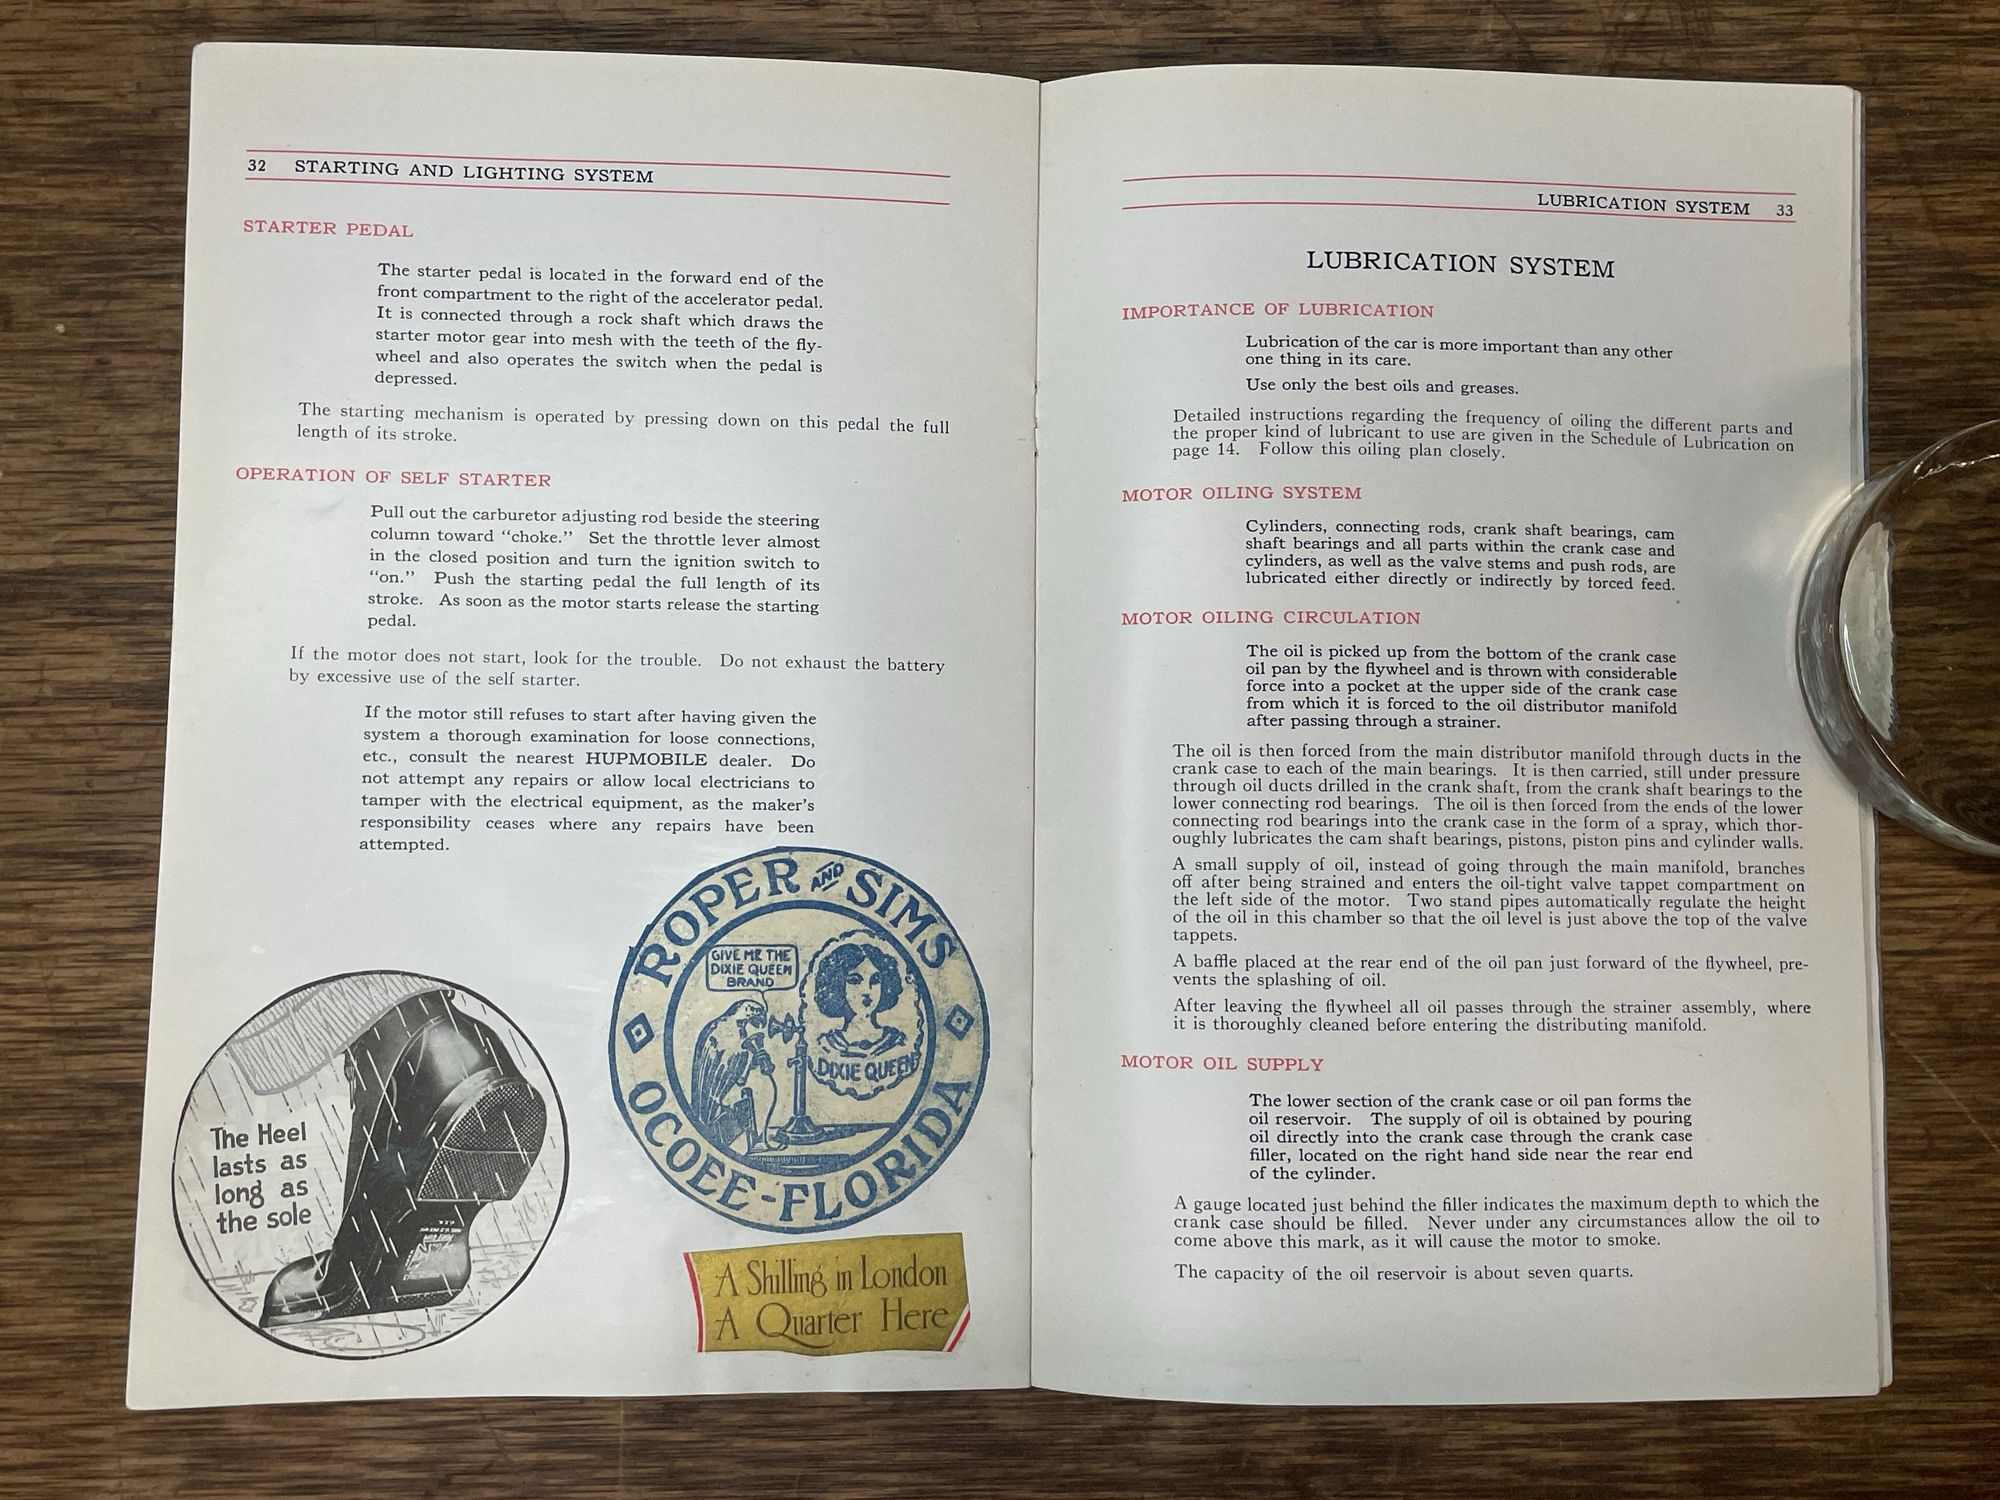 32 STARTING AND LIGHTING SYSTEM
STARTER PEDAL
The starter pedal is located in the forward end of the
front compartment to the right of the accelerator pedal.
It is connected through a rock shaft which draws the
starter motor gear into mesh with the teeth of the fly-
wheel and also operates the switch when the pedal is
depressed.
The starting mechanism is operated by pressing down on this pedal the full
length of its stroke.
OPERATION OF SELF STARTER
Pull out the carburetor adjusting rod beside the steering
column toward “choke.” Set the throttle lever almost
in the closed position and turn the ignition switch to
“on.” Push the starting pedal the full length of its
stroke. As soon as the motor starts release the starting
pedal.
If the motor does not start, look for the trouble. Do not exhaust the battery
by excessive use of the self starter.
If the motor still refuses to start after having given the
system a thorough examination for loose connections,
etc., consult the nearest HUPMOBILE dealer. Do
not attempt any repairs or allow local electricians to
tamper with the electrical equipment, as the maker's
responsibility ceases where any repairs have been
attempted.
The Heel
lasts as
long as
the sole
ROPER AND SIMS
GIVE ME THE
DIXIE QUEEN
BRAND
DIXIE QUEEN
OCOEE-FLORIDA
A Shilling in London
A Quarter Here
LUBRICATION SYSTEM 33
LUBRICATION SYSTEM
IMPORTANCE OF LUBRICATION
Lubrication of the car is more important than any other
one thing in its care.
Use only the best oils and greases.
Detailed instructions regarding the frequency of oiling the different parts and
the proper kind of lubricant to use are given in the Schedule of Lubrication on
page 14. Follow this oiling plan closely.
MOTOR OILING SYSTEM
Cylinders, connecting rods, crank shaft bearings, cam
shaft bearings and all parts within the crank case and
cylinders, as well as the valve stems and push rods, are
lubricated either directly or indirectly by forced feed.
MOTOR OILING CIRCULATION
The oil is picked up from the bottom of the crank case
oil pan by the flywheel and is thrown with considerable
force into a pocket at the upper side of the crank case
from which it is forced to the oil distributor manifold
after passing through a strainer.
The oil is then forced from the main distributor manifold through ducts in the
crank case to each of the main bearings. It is then carried, still under pressure
through oil ducts drilled in the crank shaft, from the crank shaft bearings to the
lower connecting rod bearings. The oil is then forced from the ends of the lower
connecting rod bearings into the crank case in the form of a spray, which thor-
oughly lubricates the cam shaft bearings, pistons, piston pins and cylinder walls.
A small supply of oil, instead of going through the main manifold, branches
off after being strained and enters the oil-tight valve tappet compartment on
the left side of the motor. Two stand pipes automatically regulate the height
of the oil in this chamber so that the oil level is just above the top of the valve
tappets.
A baffle placed at the rear end of the oil pan just forward of the flywheel, pre-
vents the splashing of oil.
After leaving the flywheel all oil passes through the strainer assembly, where
it is thoroughly cleaned before entering the distributing manifold.
MOTOR OIL SUPPLY
The lower section of the crank case or oil pan forms the
oil reservoir. The supply of oil is obtained by pouring
oil directly into the crank case through the crank case
filler, located on the right hand side near the rear end
of the cylinder.
A gauge located just behind the filler indicates the maximum depth to which the
crank case should be filled. Never under any circumstances allow the oil to
come above this mark, as it will cause the motor to smoke.
The capacity of the oil reservoir is about seven quarts.